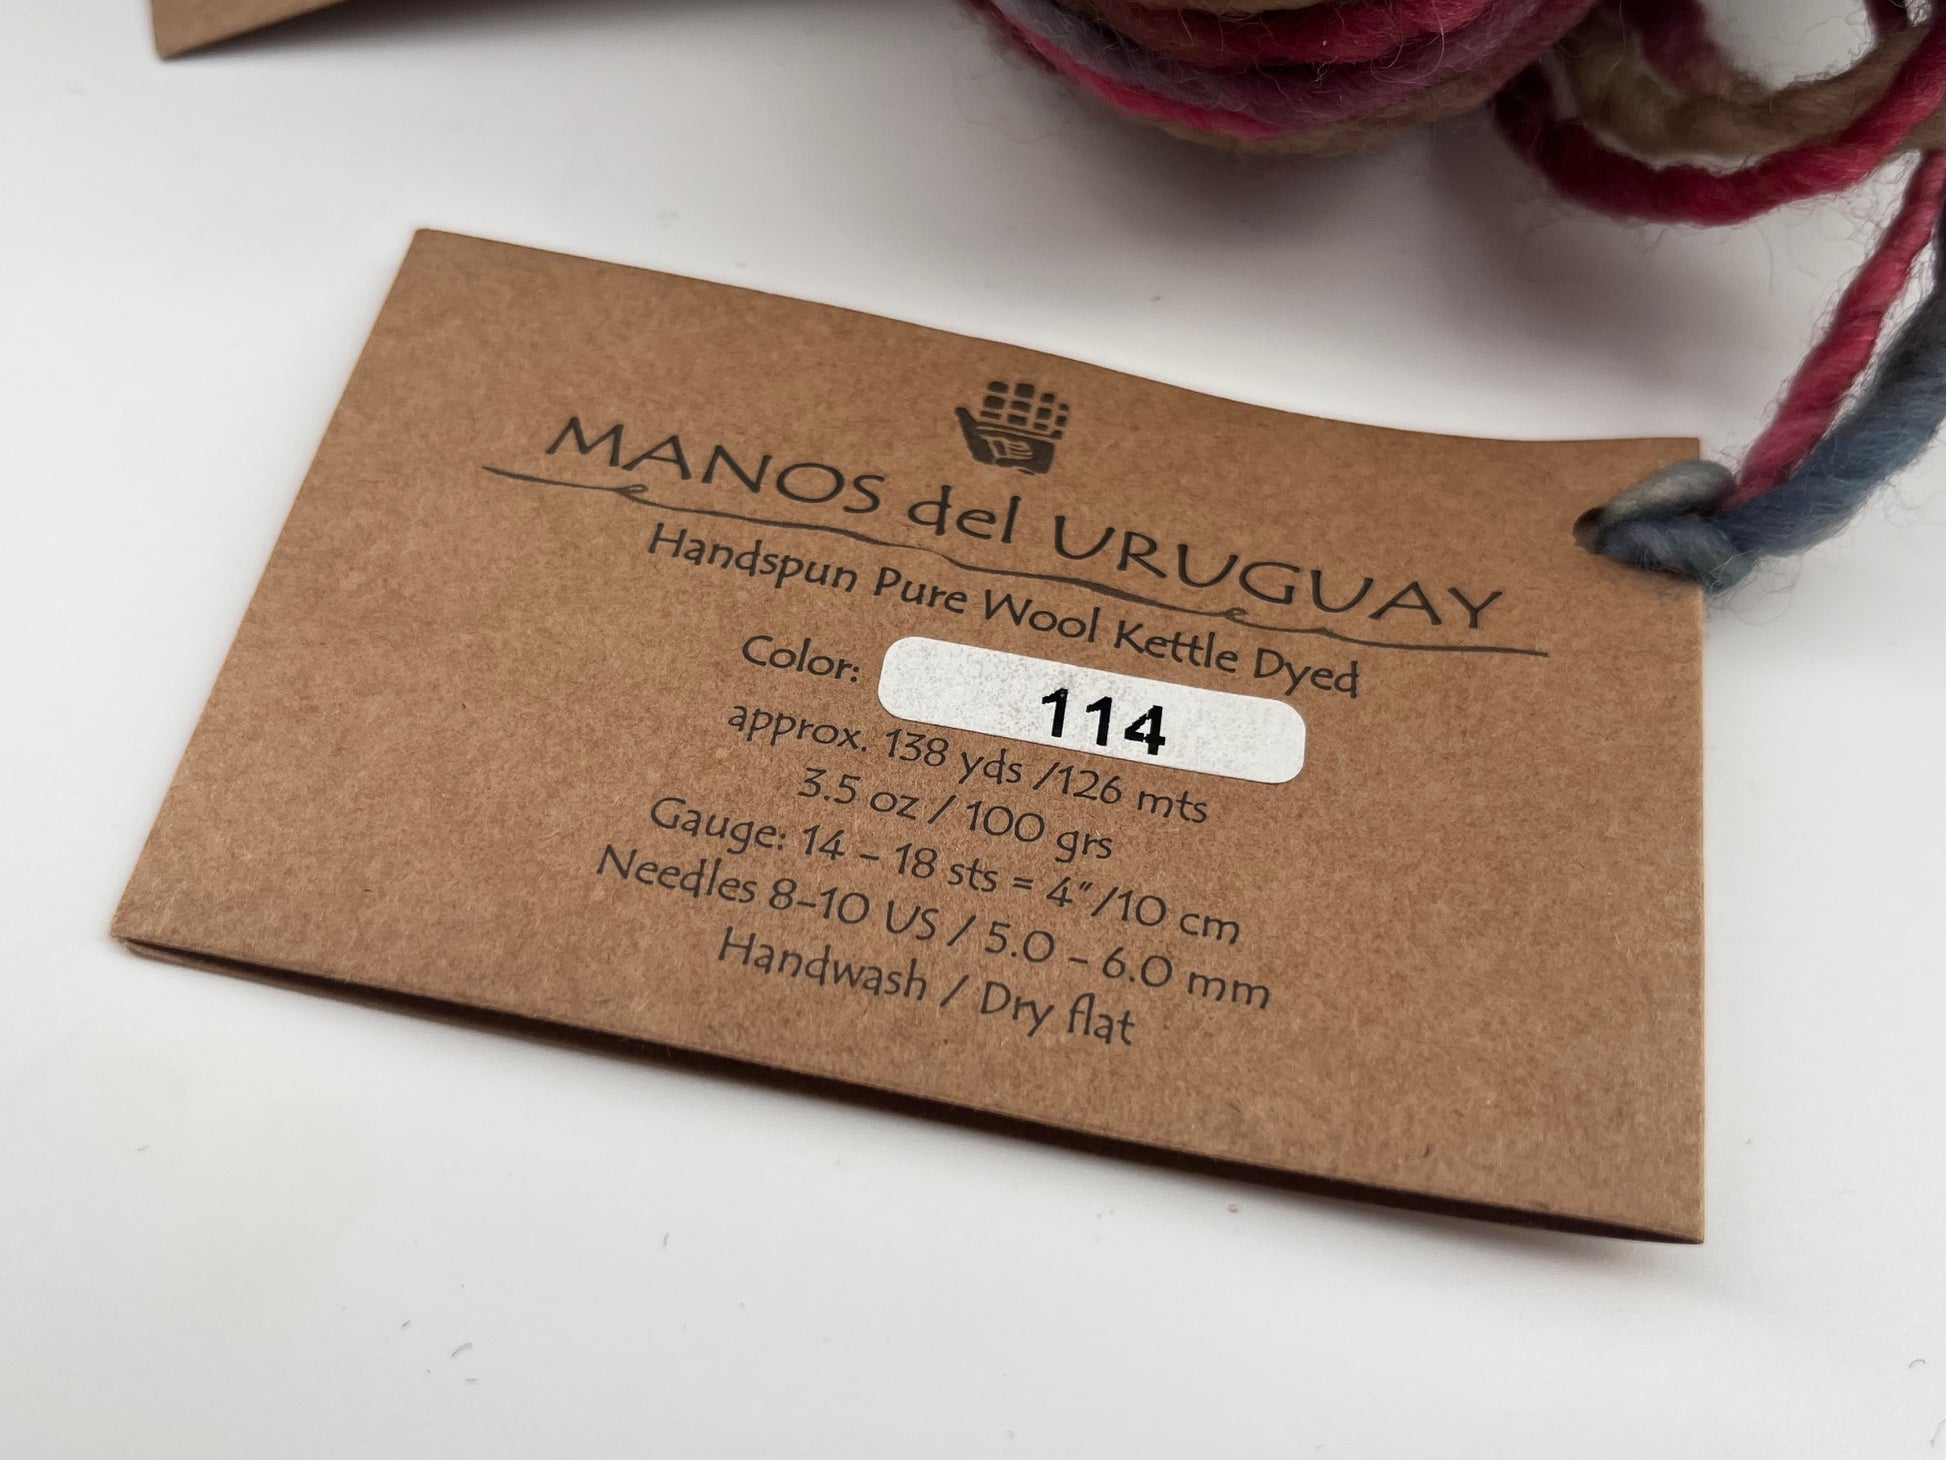 MANOS del URUGUAY
Handspun Pure Wool Kettle Dyed
Color: 114
approx. 138 yds /126 mts
3.5 oz / 100 grs
Gauge: 14 – 18 sts = 4" /10 cm
Needles 8–10 US / 5.0 – 6.0 mm
Handwash / Dry flat